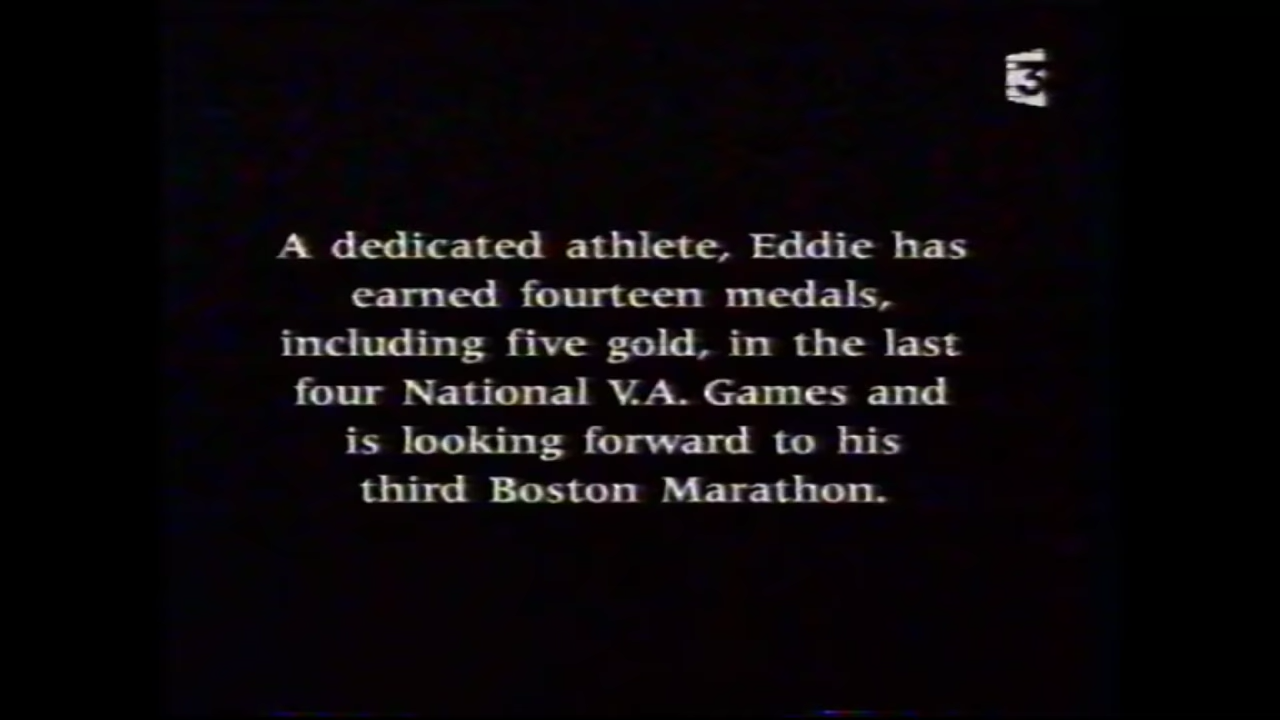 3
A dedicated athlete, Eddie has
earned fourteen medals,
including five gold, in the last
four National V.A. Games and
is looking forward to his
third Boston Marathon.